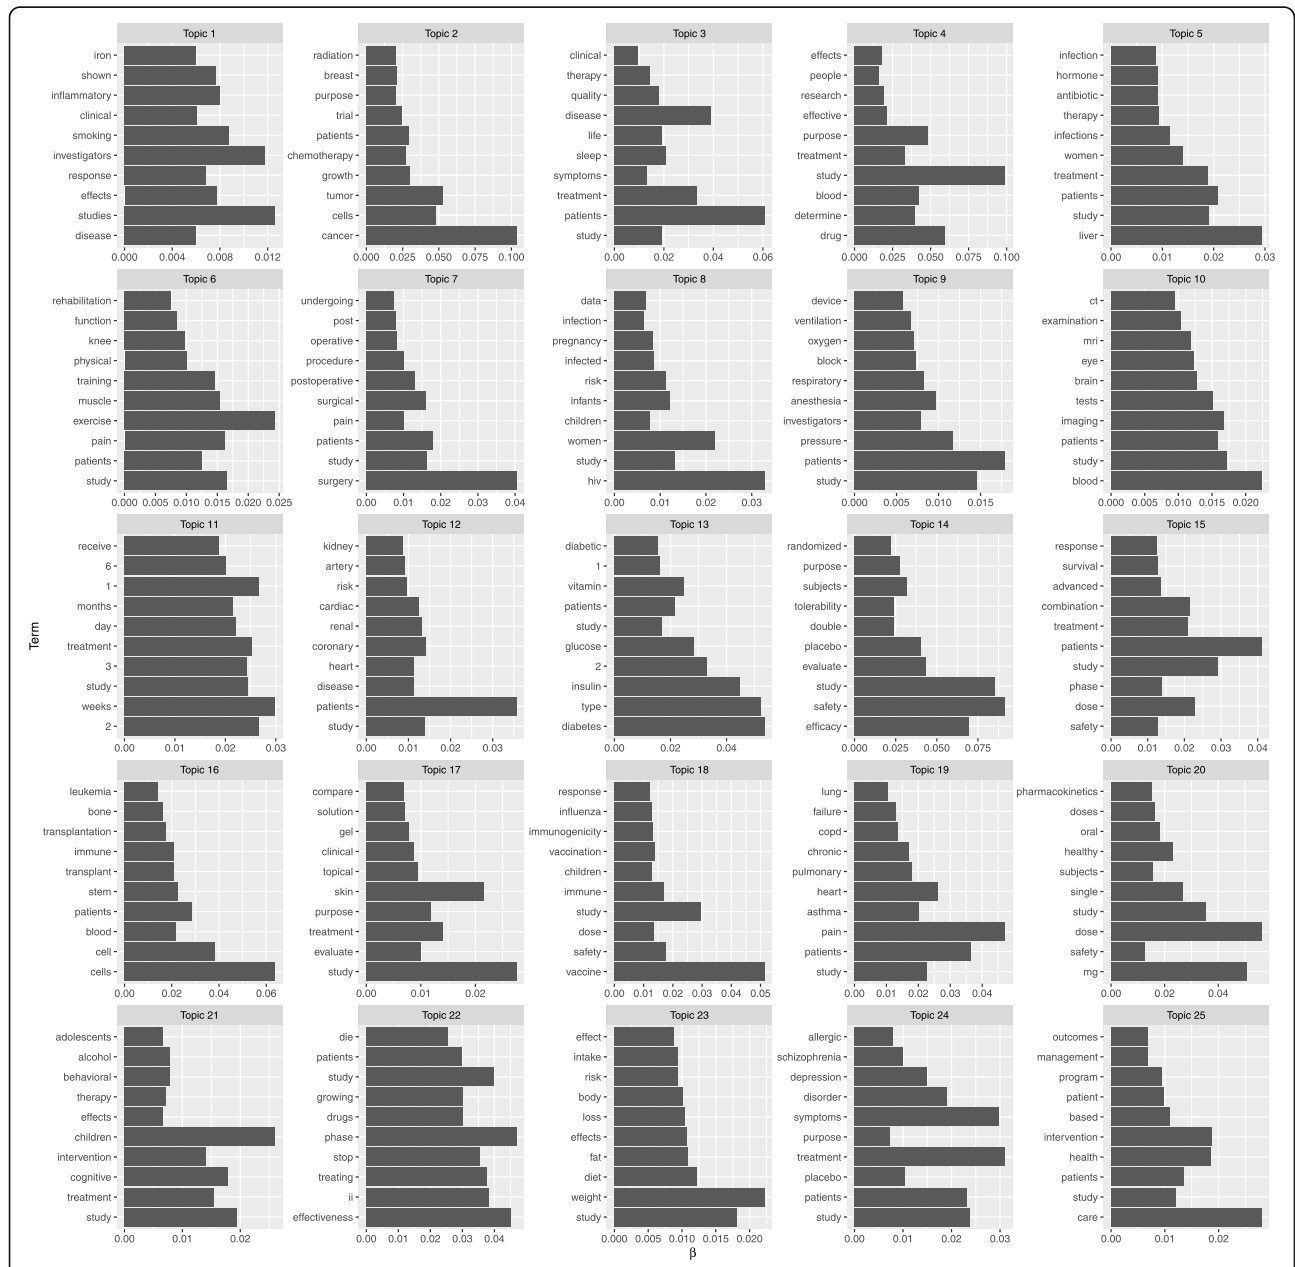 Topic 1
iron
shown
inflammatory
clinical
smoking
investigators
response
effects
studies
disease
0.000 0.004 0.008 0.012
Topic 2
radiation
breast
purpose
trial
patients
chemotherapy
growth
tumor
cells
cancer
0.000 0.025 0.050 0.075 0.100
Topic 3
clinical
therapy
quality
disease
life
sleep
symptoms
treatment
patients
study
0.00 0.02 0.04 0.06
Topic 4
effects
people
research
effective
purpose
treatment
study
blood
determine
drug
0.000 0.025 0.050 0.075 0.100
Topic 5
infection
hormone
antibiotic
therapy
infections
women
treatment
patients
study
liver
0.00 0.01 0.02 0.03
Topic 6
rehabilitation
function
knee
physical
training
muscle
exercise
pain
patients
study
0.000 0.005 0.010 0.015 0.020 0.025
Topic 7
undergoing
post
operative
procedure
postoperative
surgical
pain
patients
study
surgery
0.00 0.01 0.02 0.03 0.04
Topic 8
data
infection
pregnancy
infected
risk
infants
children
women
study
hiv
0.00 0.01 0.02 0.03
Topic 9
device
ventilation
oxygen
block
respiratory
anesthesia
investigators
pressure
patients
study
0.000 0.005 0.010 0.015
Topic 10
ct
examination
mri
eye
brain
tests
imaging
patients
study
blood
0.000 0.005 0.010 0.015 0.020
Term
Topic 11
receive
6
1
months
day
treatment
3
study
weeks
2
0.00 0.01 0.02 0.03
Topic 12
kidney
artery
risk
cardiac
renal
coronary
heart
disease
patients
study
0.00 0.01 0.02 0.03
Topic 13
diabetic
1
vitamin
patients
study
glucose
2
insulin
type
diabetes
0.00 0.02 0.04
Topic 14
randomized
purpose
subjects
tolerability
double
placebo
evaluate
study
safety
efficacy
0.000 0.025 0.050 0.075
Topic 15
response
survival
advanced
combination
treatment
patients
study
phase
dose
safety
0.00 0.01 0.02 0.03 0.04
Topic 16
leukemia
bone
transplantation
immune
transplant
stem
patients
blood
cell
cells
0.00 0.02 0.04 0.06
Topic 17
compare
solution
gel
clinical
topical
skin
purpose
treatment
evaluate
study
0.00 0.01 0.02
Topic 18
response
influenza
immunogenicity
vaccination
children
immune
study
dose
safety
vaccine
0.00 0.01 0.02 0.03 0.04 0.05
Topic 19
lung
failure
copd
chronic
pulmonary
heart
asthma
pain
patients
study
0.00 0.01 0.02 0.03 0.04
Topic 20
pharmacokinetics
doses
oral
healthy
subjects
single
study
dose
safety
mg
0.00 0.02 0.04
Topic 21
adolescents
alcohol
behavioral
therapy
effects
children
intervention
cognitive
treatment
study
0.00 0.01 0.02
Topic 22
die
patients
study
growing
drugs
phase
stop
treating
ii
effectiveness
0.00 0.01 0.02 0.03 0.04
Topic 23
effect
intake
risk
body
loss
effects
fat
diet
weight
study
0.000 0.005 0.010 0.015 0.020
Topic 24
allergic
schizophrenia
depression
disorder
symptoms
purpose
treatment
placebo
patients
study
0.00 0.01 0.02 0.03
Topic 25
outcomes
management
program
patient
based
intervention
health
patients
study
care
0.00 0.01 0.02
β